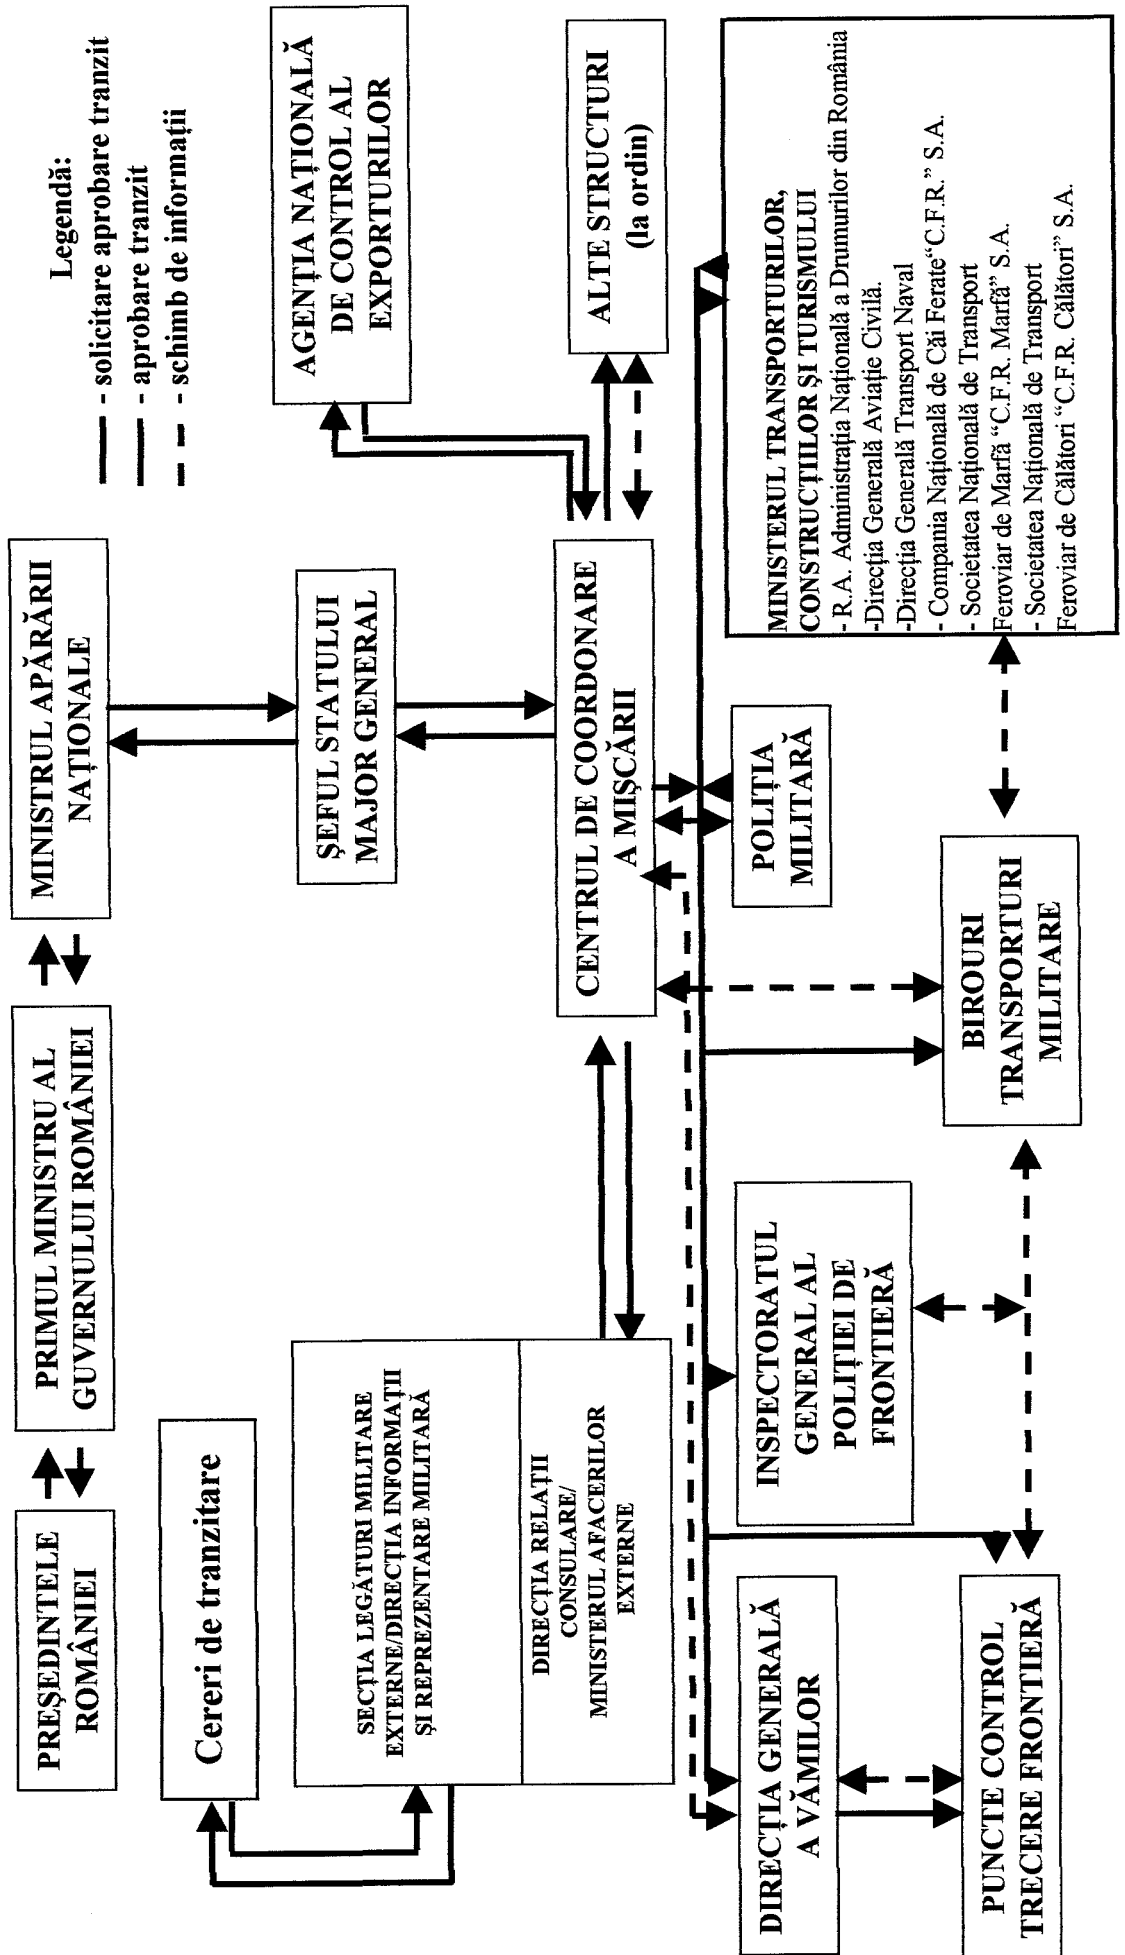 Legendă:
- solicitare aprobare tranzit
- aprobare tranzit
- schimb de informații
PREȘEDINTELE
ROMÂNIEI
PRIMUL MINISTRU AL
GUVERNULUI ROMÂNIEI
MINISTRUL APĂRĂRII
NAȚIONALE
Cereri de tranzitare
ȘEFUL STATULUI
MAJOR GENERAL
AGENȚIA NAȚIONALĂ
DE CONTROL AL
EXPORTURILOR
SECȚIA LEGĂTURI MILITARE
EXTERNE/DIRECȚIA INFORMAȚII
ȘI REPREZENTARE MILITARĂ
DIRECȚIA RELAȚII
CONSULARE/
MINISTERUL AFACERILOR
EXTERNE
CENTRUL DE COORDONARE
A MIȘCĂRII
ALTE STRUCTURI
(la ordin)
DIRECȚIA GENERALĂ
A VĂMILOR
INSPECTORATUL
GENERAL AL
POLIȚIEI DE
FRONTIERĂ
POLIȚIA
MILITARĂ
MINISTERUL TRANSPORTURILOR,
CONSTRUCȚIILOR ȘI TURISMULUI
- R.A. Administrația Națională a Drumurilor din România
-Direcția Generală Aviație Civilă.
-Direcția Generală Transport Naval
- Compania Națională de Căi Ferate“C.F.R.” S.A.
- Societatea Națională de Transport
Feroviar de Marfă “C.F.R. Marfă” S.A.
- Societatea Națională de Transport
Feroviar de Călători “C.F.R. Călători” S.A.
PUNCTE CONTROL
TRECERE FRONTIERĂ
BIROURI
TRANSPORTURI
MILITARE